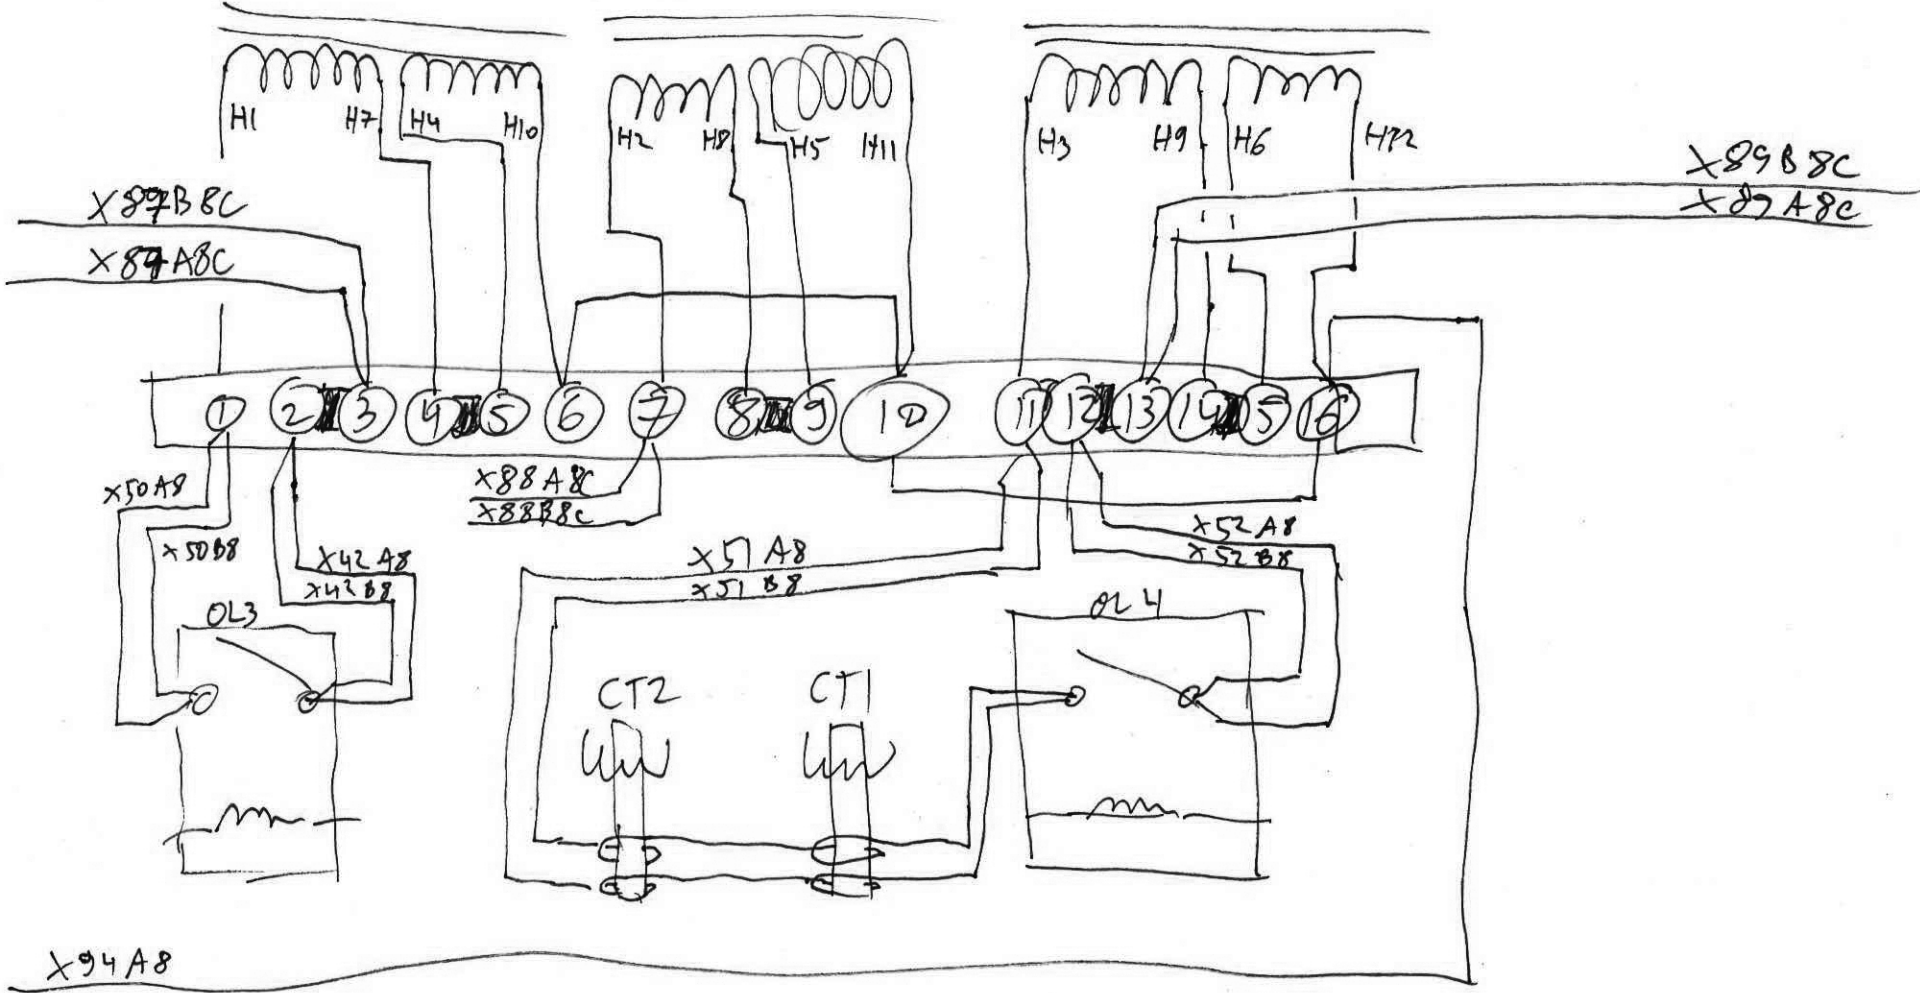 H1 H7 H4 H10 H2 H8 H5 H11 H3 H9 H6 H12
X89B8C
X89A8C
X87B8C
X87A8C
1 2 3 4 5 6 7 8 9 10 11 12 13 14 15 16
X88A8C
X88B8C
X50A8
X50B8
X42A8
X42B8
X51A8
X51B8
X52A8
X52B8
OL3
OL4
CT2
CT1
X94A8